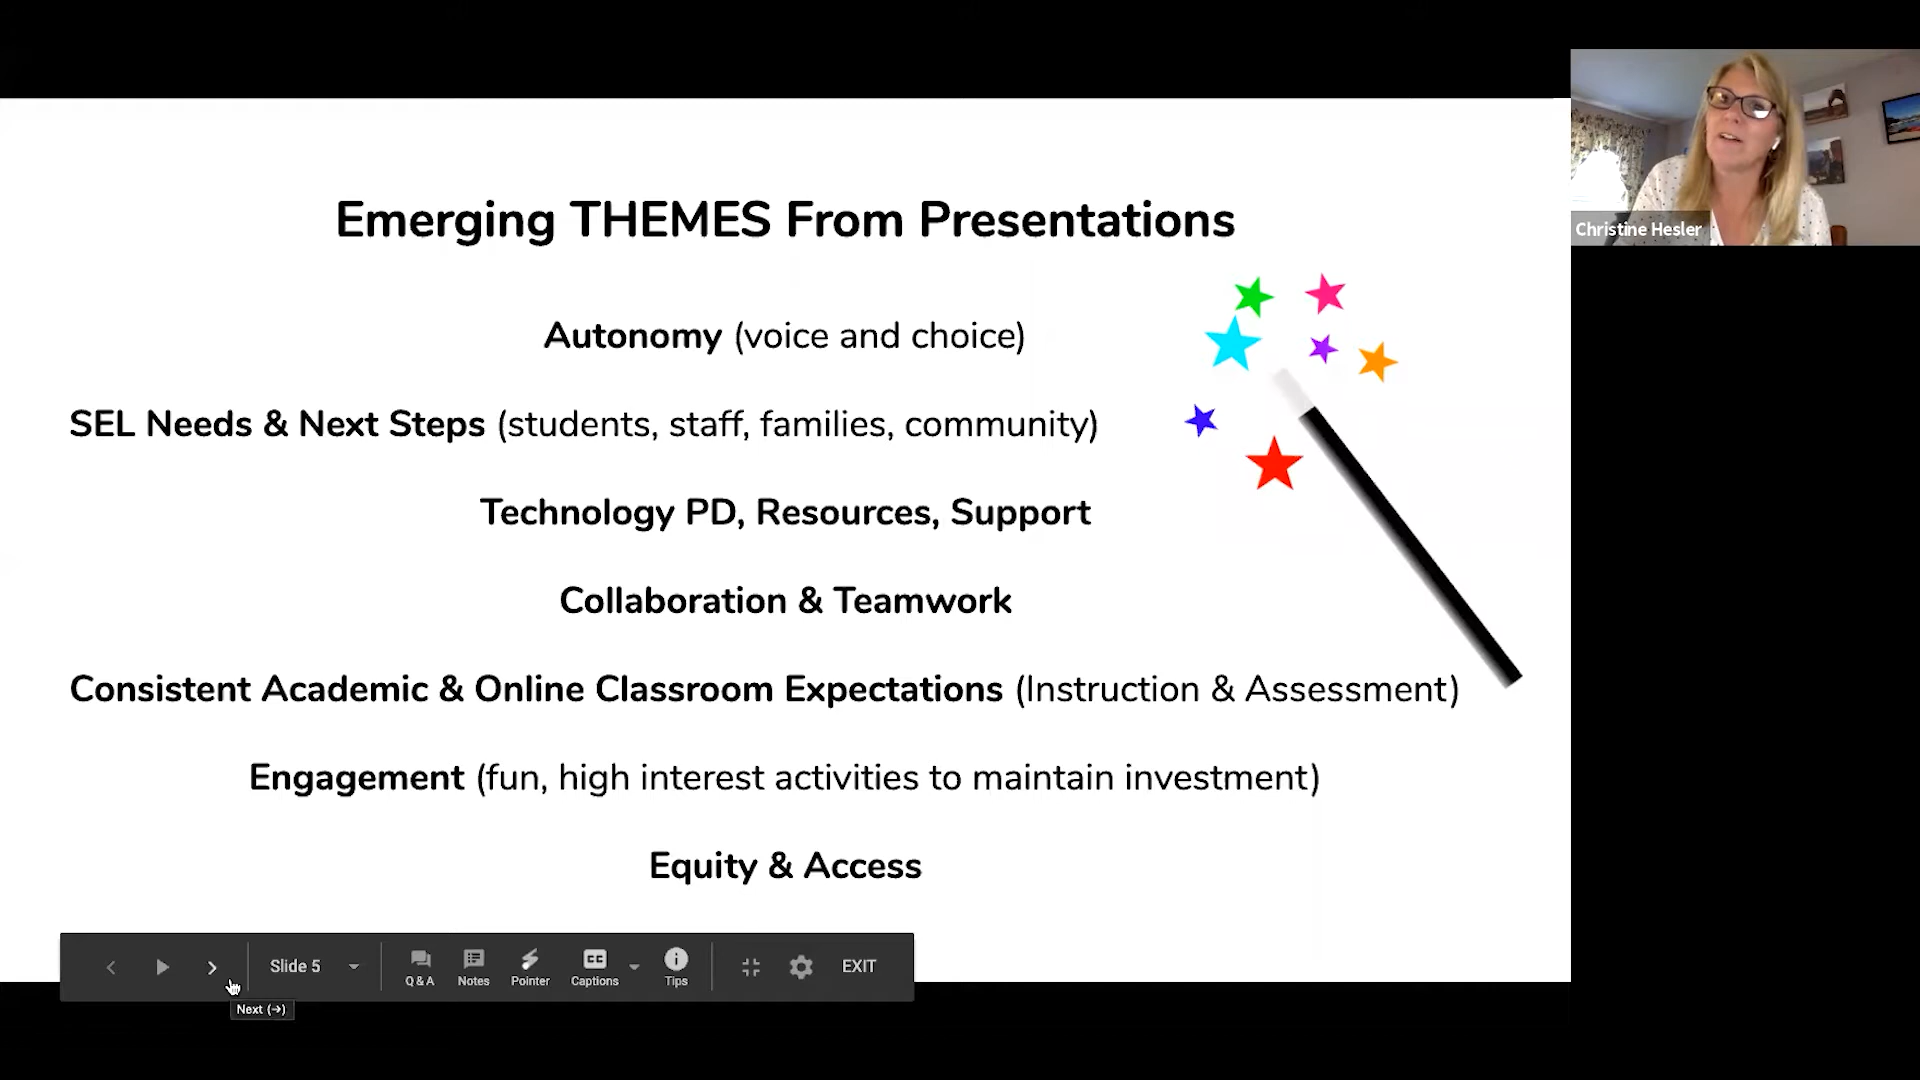 Emerging THEMES From Presentations
Autonomy (voice and choice)
SEL Needs & Next Steps (students, staff, families, community)
Technology PD, Resources, Support
Collaboration & Teamwork
Consistent Academic & Online Classroom Expectations (Instruction & Assessment)
Engagement (fun, high interest activities to maintain investment)
Equity & Access
Christine Hesler
Slide 5
Q & A
Notes
Pointer
CC
Captions
Tips
EXIT
Next (→)